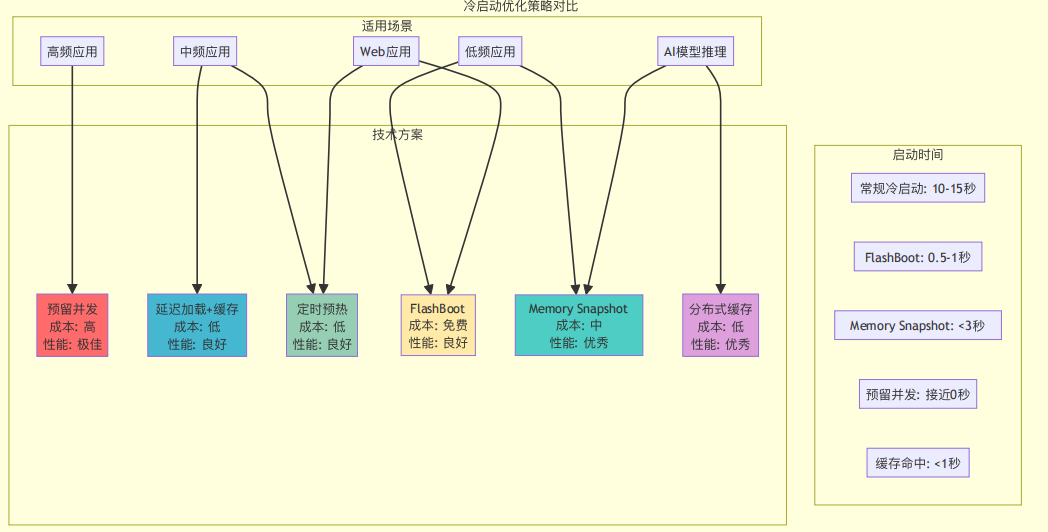 冷启动优化策略对比
适用场景
高频应用
中频应用
Web应用
低频应用
AI模型推理
技术方案
预留并发
成本: 高
性能: 极佳
延迟加载+缓存
成本: 低
性能: 良好
定时预热
成本: 低
性能: 良好
FlashBoot
成本: 免费
性能: 良好
Memory Snapshot
成本: 中
性能: 优秀
分布式缓存
成本: 低
性能: 优秀
启动时间
常规冷启动: 10-15秒
FlashBoot: 0.5-1秒
Memory Snapshot: <3秒
预留并发: 接近0秒
缓存命中: <1秒